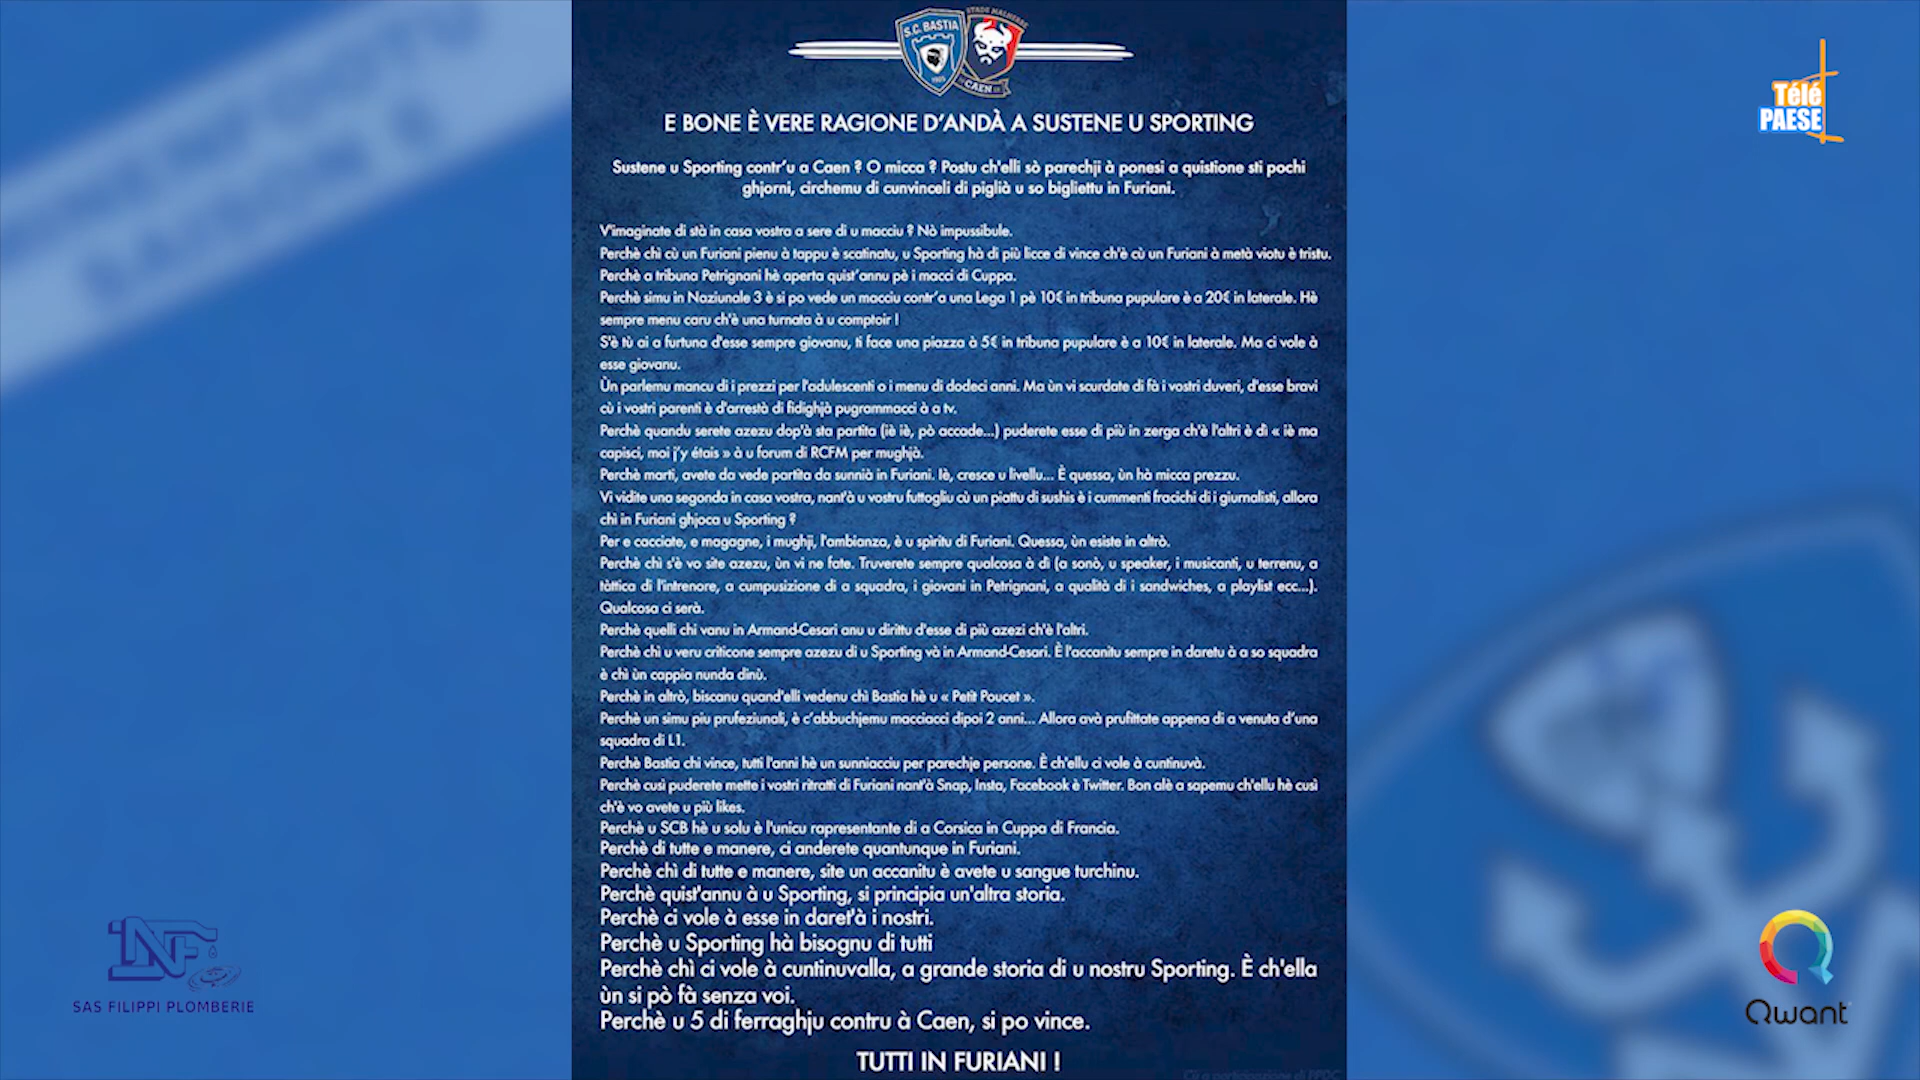 S.C. BASTIA
1905
STADE MALHERBE
CAEN
Télé
PAESE
E BONE È VERE RAGIONE D'ANDÀ A SUSTENE U SPORTING
Sustene u Sporting contr'u a Caen ? O micca ? Postu ch'elli sò parechji à ponesi a quistione sti pochi
ghjorni, circhemu di cunvinceli di piglià u so bigliettu in Furiani.
V'imaginate di stà in casa vostra a sere di u macciu ? Nò impussibule.
Perchè chì cù un Furiani pienu à tappu è scatinatu, u Sporting hà di più licce di vince ch'è cù un Furiani à metà viotu è tristu.
Perchè a tribuna Petrignani hè aperta quist'annu pè i macci di Cuppa.
Perchè simu in Naziunale 3 è si po vede un macciu contr'a una Lega 1 pè 10€ in tribuna pupulare è a 20€ in laterale. Hè
sempre menu caru ch'è una turnata à u comptoir !
S'è tù ai a furtuna d'esse sempre giovanu, ti face una piazza à 5€ in tribuna pupulare è a 10€ in laterale. Ma ci vole à
esse giovanu.
Ùn parlemu mancu di i prezzi per l'adulescenti o i menu di dodeci anni. Ma ùn vi scurdate di fà i vostri duveri, d'esse bravi
cù i vostri parenti è d'arrestà di fidighjà pugrammacci à a tv.
Perchè quandu serete azezu dop'à sta partita (iè iè, pò accade...) puderete esse di più in zerga ch'è l'altri è dì « iè ma
capisci, moi j'y étais » à u forum di RCFM per mughjà.
Perchè marti, avete da vede partita da sunnià in Furiani. Iè, cresce u livellu... È quessa, ùn hà micca prezzu.
Vi vidite una segonda in casa vostra, nant'à u vostru futtogliu cù un piattu di sushis è i cummenti fracichi di i giurnalisti, allora
chì in Furiani ghjoca u Sporting ?
Per e cacciate, e magagne, i mughji, l'ambianza, è u spiritu di Furiani. Quessa, ùn esiste in altrò.
Perchè chì s'è vo site azezu, ùn vi ne fate. Truverete sempre qualcosa à dì (a sonò, u speaker, i musicanti, u terrenu, a
tàttica di l'intrenore, a cumpusizione di a squadra, i giovani in Petrignani, a qualità di i sandwiches, a playlist ecc...).
Qualcosa ci serà.
Perchè quelli chi vanu in Armand-Cesari anu u dirittu d'esse di più azezi ch'è l'altri.
Perchè chì u veru criticone sempre azezu di u Sporting và in Armand-Cesari. È l'accanitu sempre in daretu à a so squadra
è chì ùn cappia nunda dinù.
Perchè in altrò, biscanu quand'elli vedenu chì Bastia hè u « Petit Poucet ».
Perchè un simu piu prufeziunali, è c'abbuchjemu macciacci dipoi 2 anni... Allora avà prufittate appena di a venuta d'una
squadra di L1.
Perchè Bastia chi vince, tutti l'anni hè un sunniacciu per parechje persone. È ch'ellu ci vole à cuntinuvà.
Perchè cusì puderete mette i vostri ritratti di Furiani nant'à Snap, Insta, Facebook è Twitter. Bon alè a sapemu ch'ellu hè cusì
ch'è vo avete u più likes.
Perchè u SCB hè u solu è l'unicu rapresentante di a Corsica in Cuppa di Francia.
Perchè di tutte e manere, ci anderete quantunque in Furiani.
Perchè chì di tutte e manere, site un accanitu è avete u sangue turchinu.
Perchè quist'annu à u Sporting, si principia un'altra storia.
Perchè ci vole à esse in daret'à i nostri.
Perchè u Sporting hà bisognu di tutti
Perchè chì ci vole à cuntinuvalla, a grande storia di u nostru Sporting. È ch'ella
ùn si pò fà senza voi.
Perchè u 5 di ferraghju contru à Caen, si po vince.
TUTTI IN FURIANI !
Cù a participazione di PPDC
SAS FILIPPI PLOMBERIE
Qwant